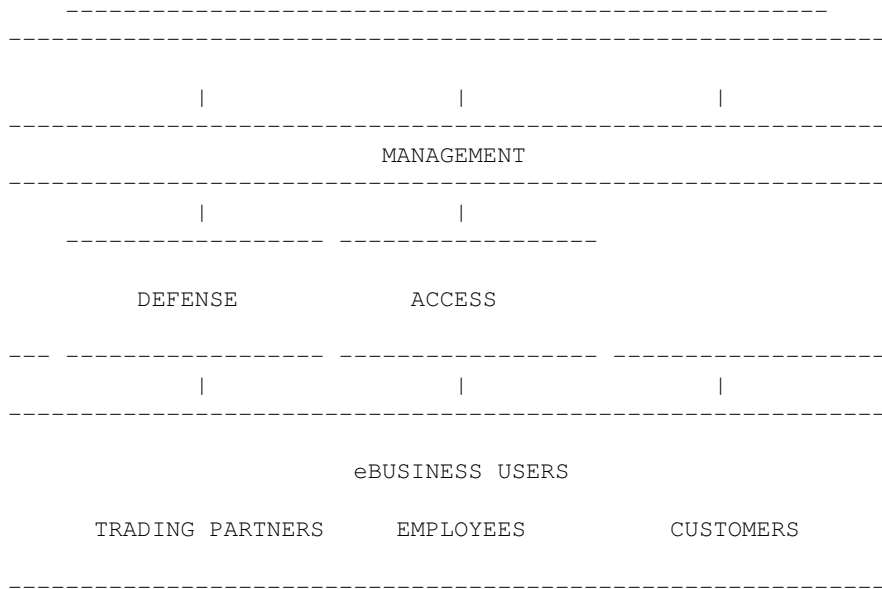 MANAGEMENT
DEFENSE ACCESS
eBUSINESS USERS
TRADING PARTNERS EMPLOYEES CUSTOMERS